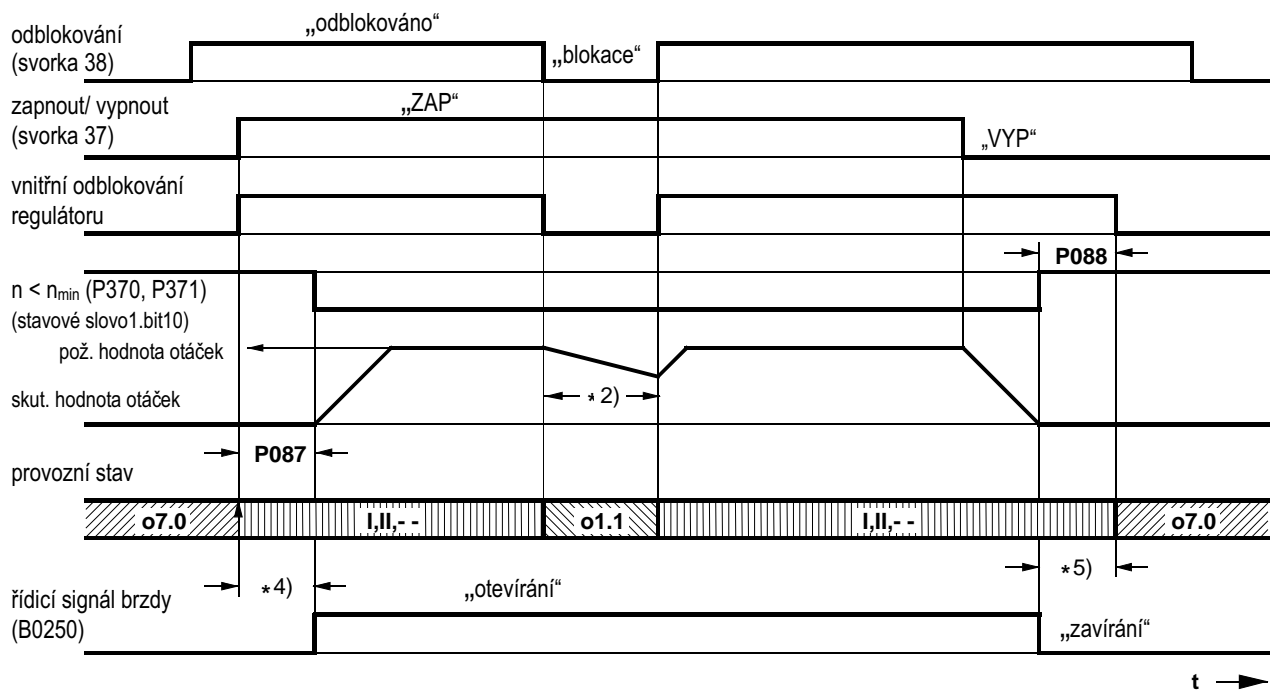 odblokování
(svorka 38)
„odblokováno“
„blokace“
zapnout/ vypnout
(svorka 37)
„ZAP“
„VYP“
vnitřní odblokování
regulátoru
P088
n < nmin (P370, P371)
(stavové slovo1.bit10)
pož. hodnota otáček
skut. hodnota otáček
* 2)
P087
provozní stav
o7.0
I,II,- -
o1.1
I,II,- -
o7.0
* 4)
* 5)
řídicí signál brzdy
(B0250)
„otevírání“
„zavírání“
t